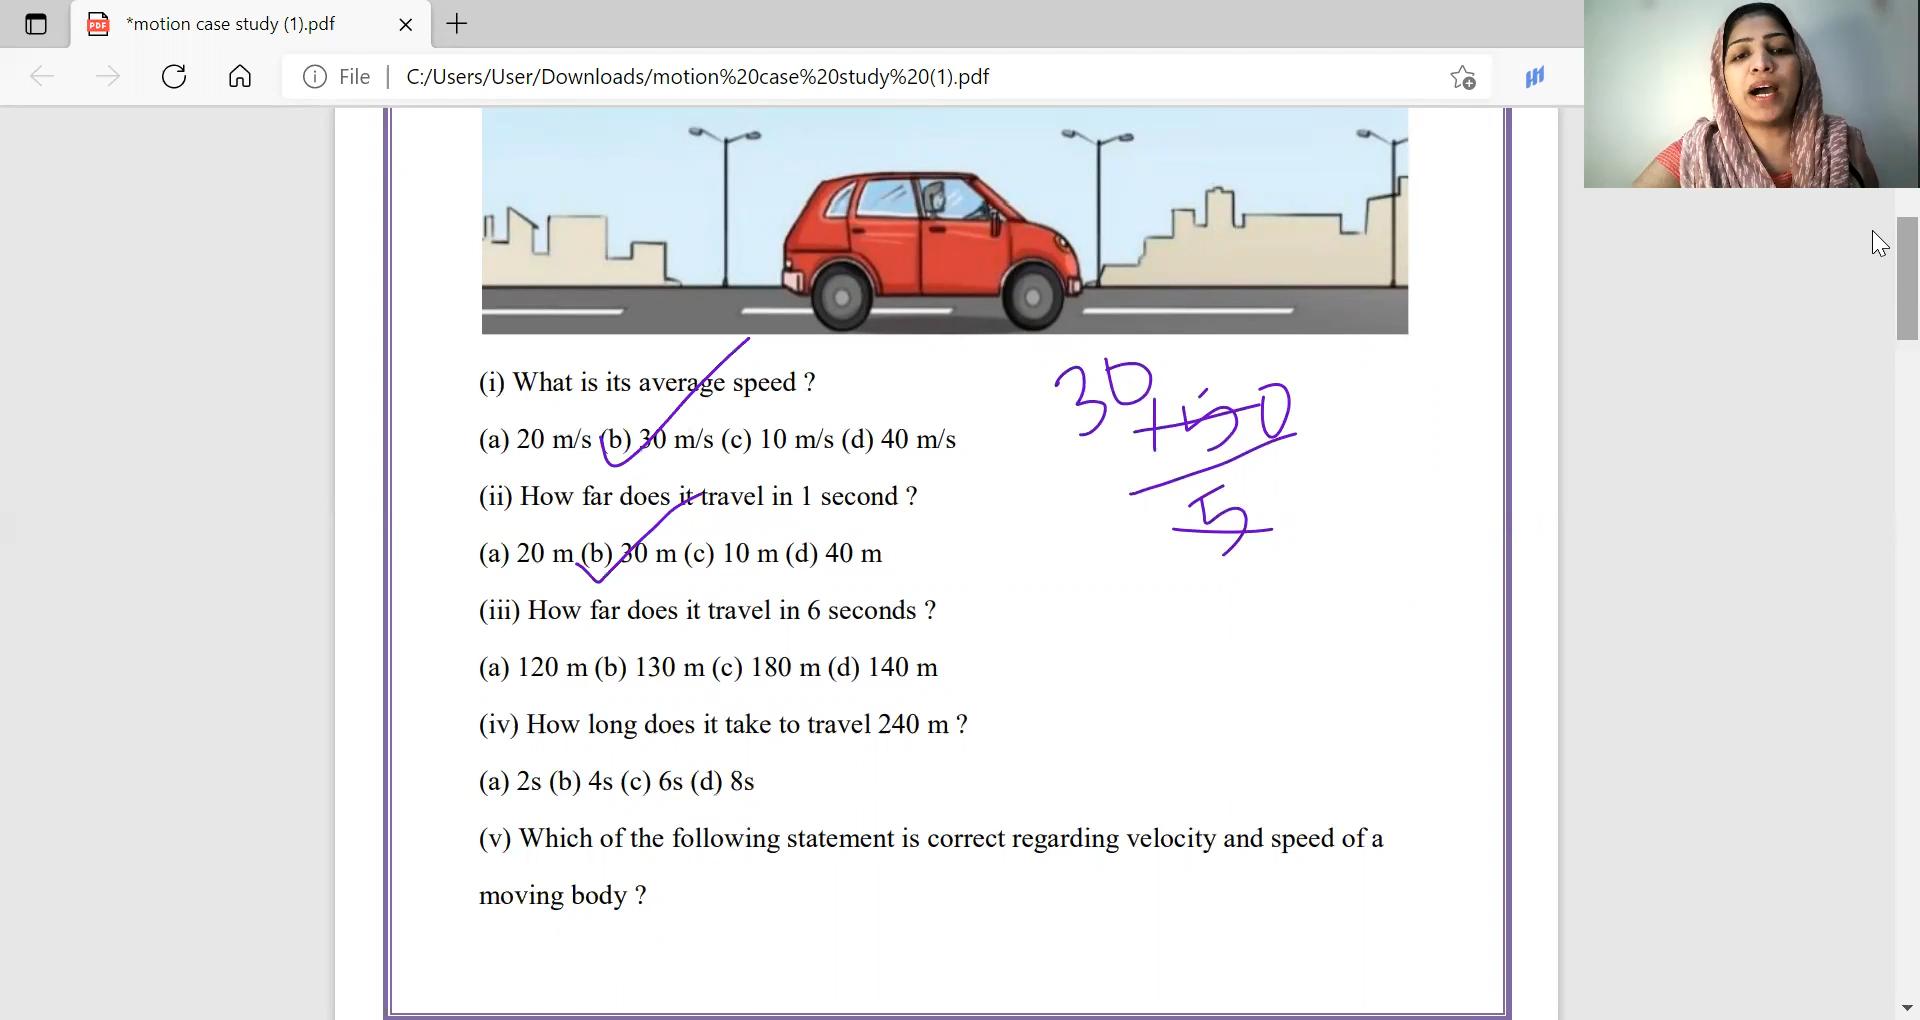 *motion case study (1).pdf
File | C:/Users/User/Downloads/motion%20case%20study%20(1).pdf
(i) What is its average speed ?
(a) 20 m/s (b) 30 m/s (c) 10 m/s (d) 40 m/s
(ii) How far does it travel in 1 second ?
(a) 20 m (b) 30 m (c) 10 m (d) 40 m
(iii) How far does it travel in 6 seconds ?
(a) 120 m (b) 130 m (c) 180 m (d) 140 m
(iv) How long does it take to travel 240 m ?
(a) 2s (b) 4s (c) 6s (d) 8s
(v) Which of the following statement is correct regarding velocity and speed of a
moving body ?
30
5